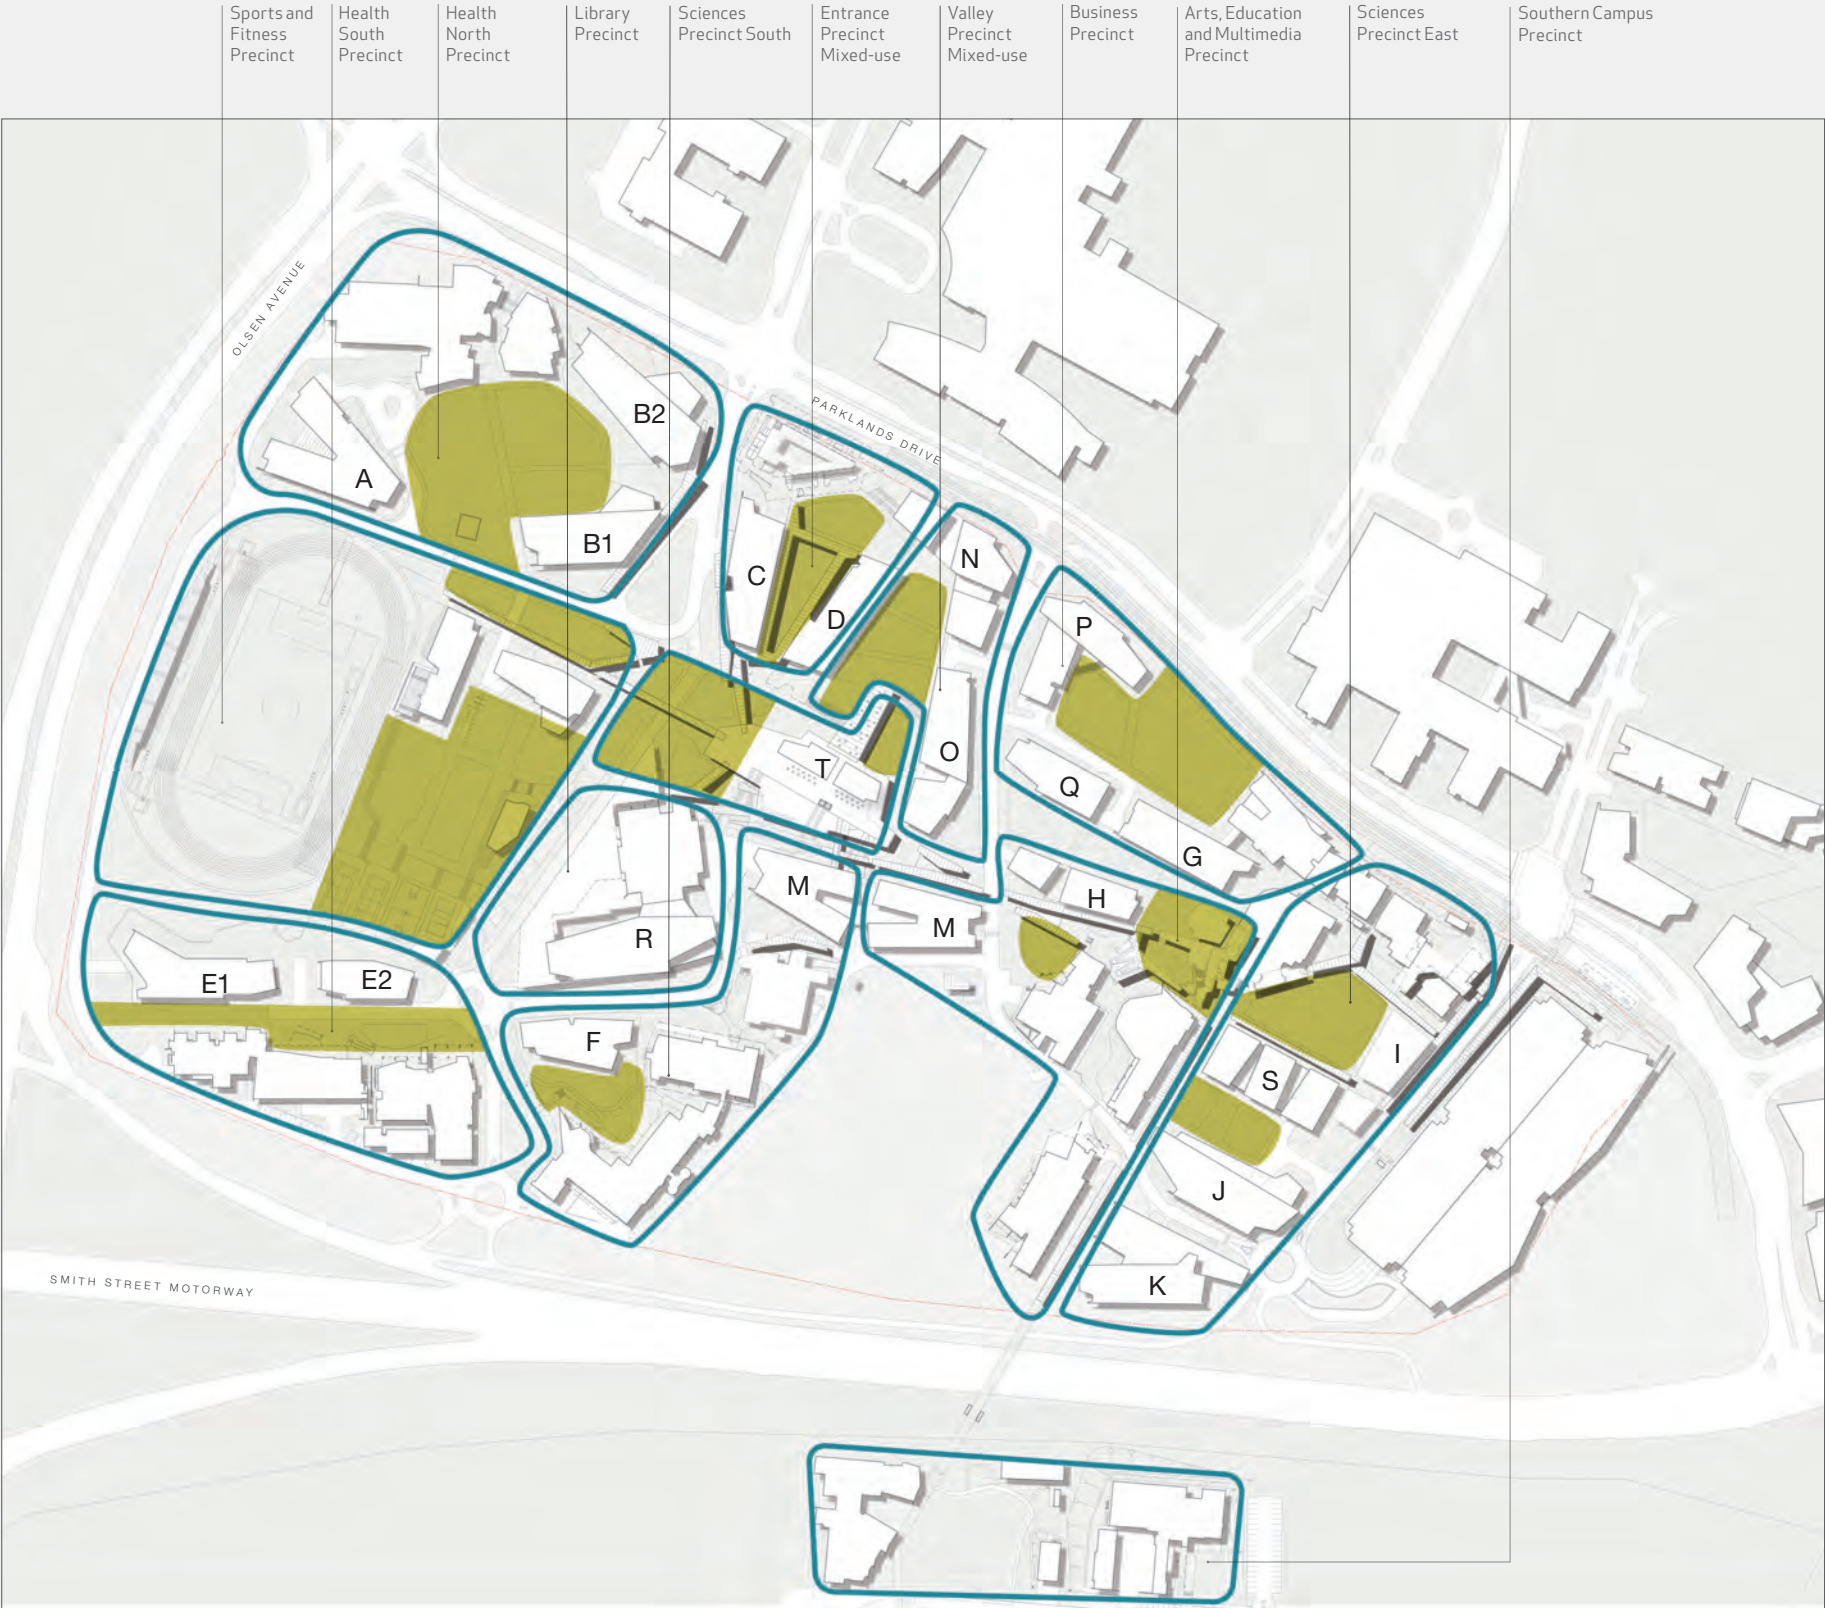 Sports and
Fitness
Precinct
Health
South
Precinct
Health
North
Precinct
Library
Precinct
Sciences
Precinct South
Entrance
Precinct
Mixed-use
Valley
Precinct
Mixed-use
Business
Precinct
Arts, Education
and Multimedia
Precinct
Sciences
Precinct East
Southern Campus
Precinct
OLSEN AVENUE
PARKLANDS DRIVE
B2
A
B1
C
D
N
P
T
O
Q
G
M
H
R
M
E1
E2
F
I
S
J
K
SMITH STREET MOTORWAY